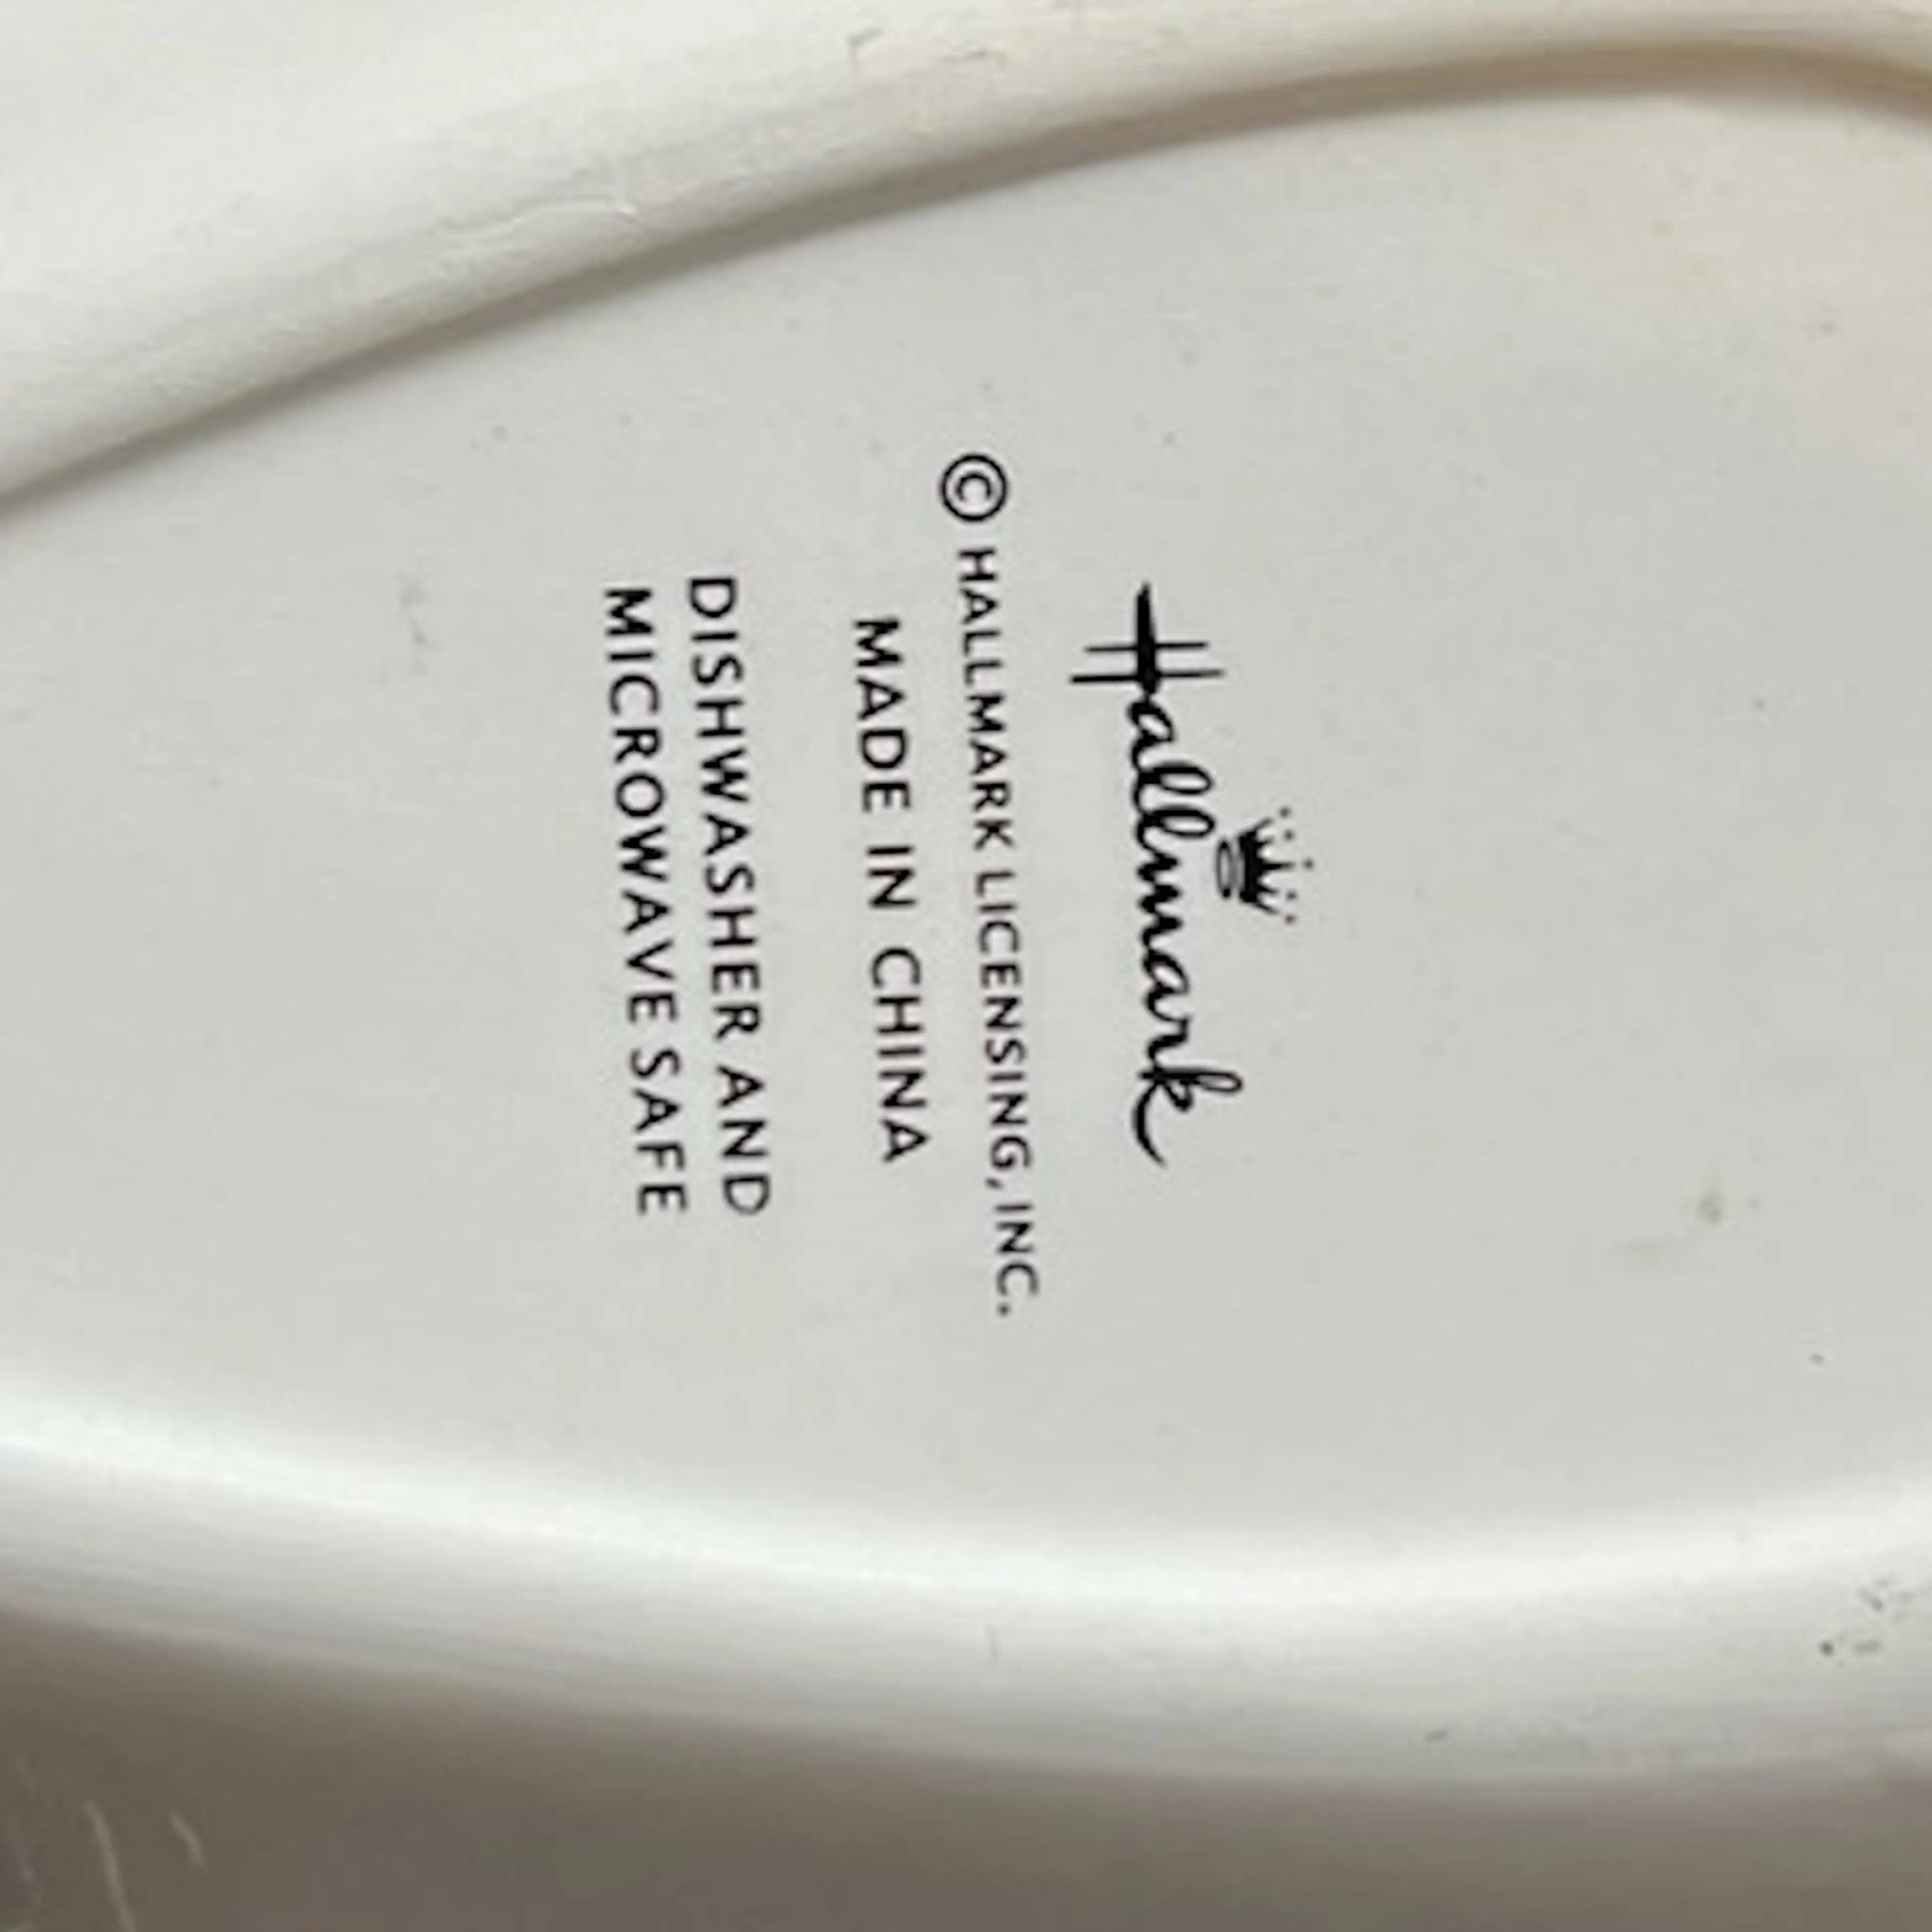 Hallmark
© HALLMARK LICENSING, INC.
MADE IN CHINA
DISHWASHER AND
MICROWAVE SAFE